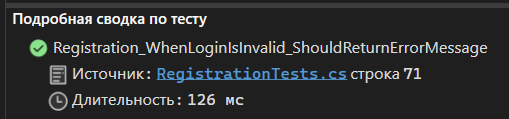 Подробная сводка по тесту
Registration_WhenLoginIsInvalid_ShouldReturnErrorMessage
Источник: RegistrationTests.cs строка 71
Длительность: 126 мс